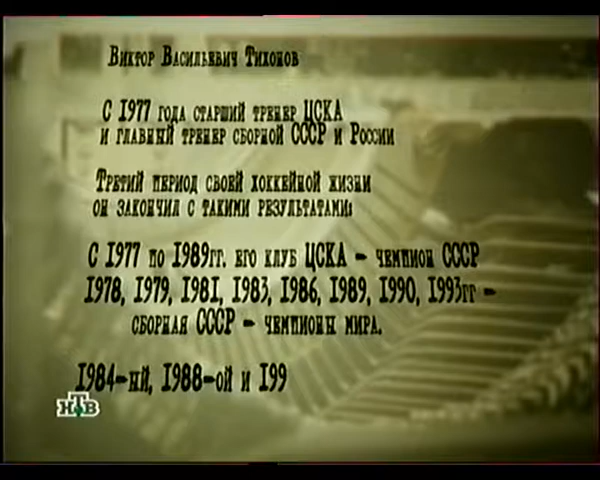 Виктор Васильевич Тихонов
С 1977 года старший тренер ЦСКА
и главный тренер сборной СССР и России
Третий период своей хоккейной жизни
он закончил с такими результатами:
С 1977 по 1989гг. его клуб ЦСКА - чемпион СССР
1978, 1979, 1981, 1983, 1986, 1989, 1990, 1993гг -
сборная СССР - чемпионы мира.
1984-ый, 1988-ой и 199
НТВ